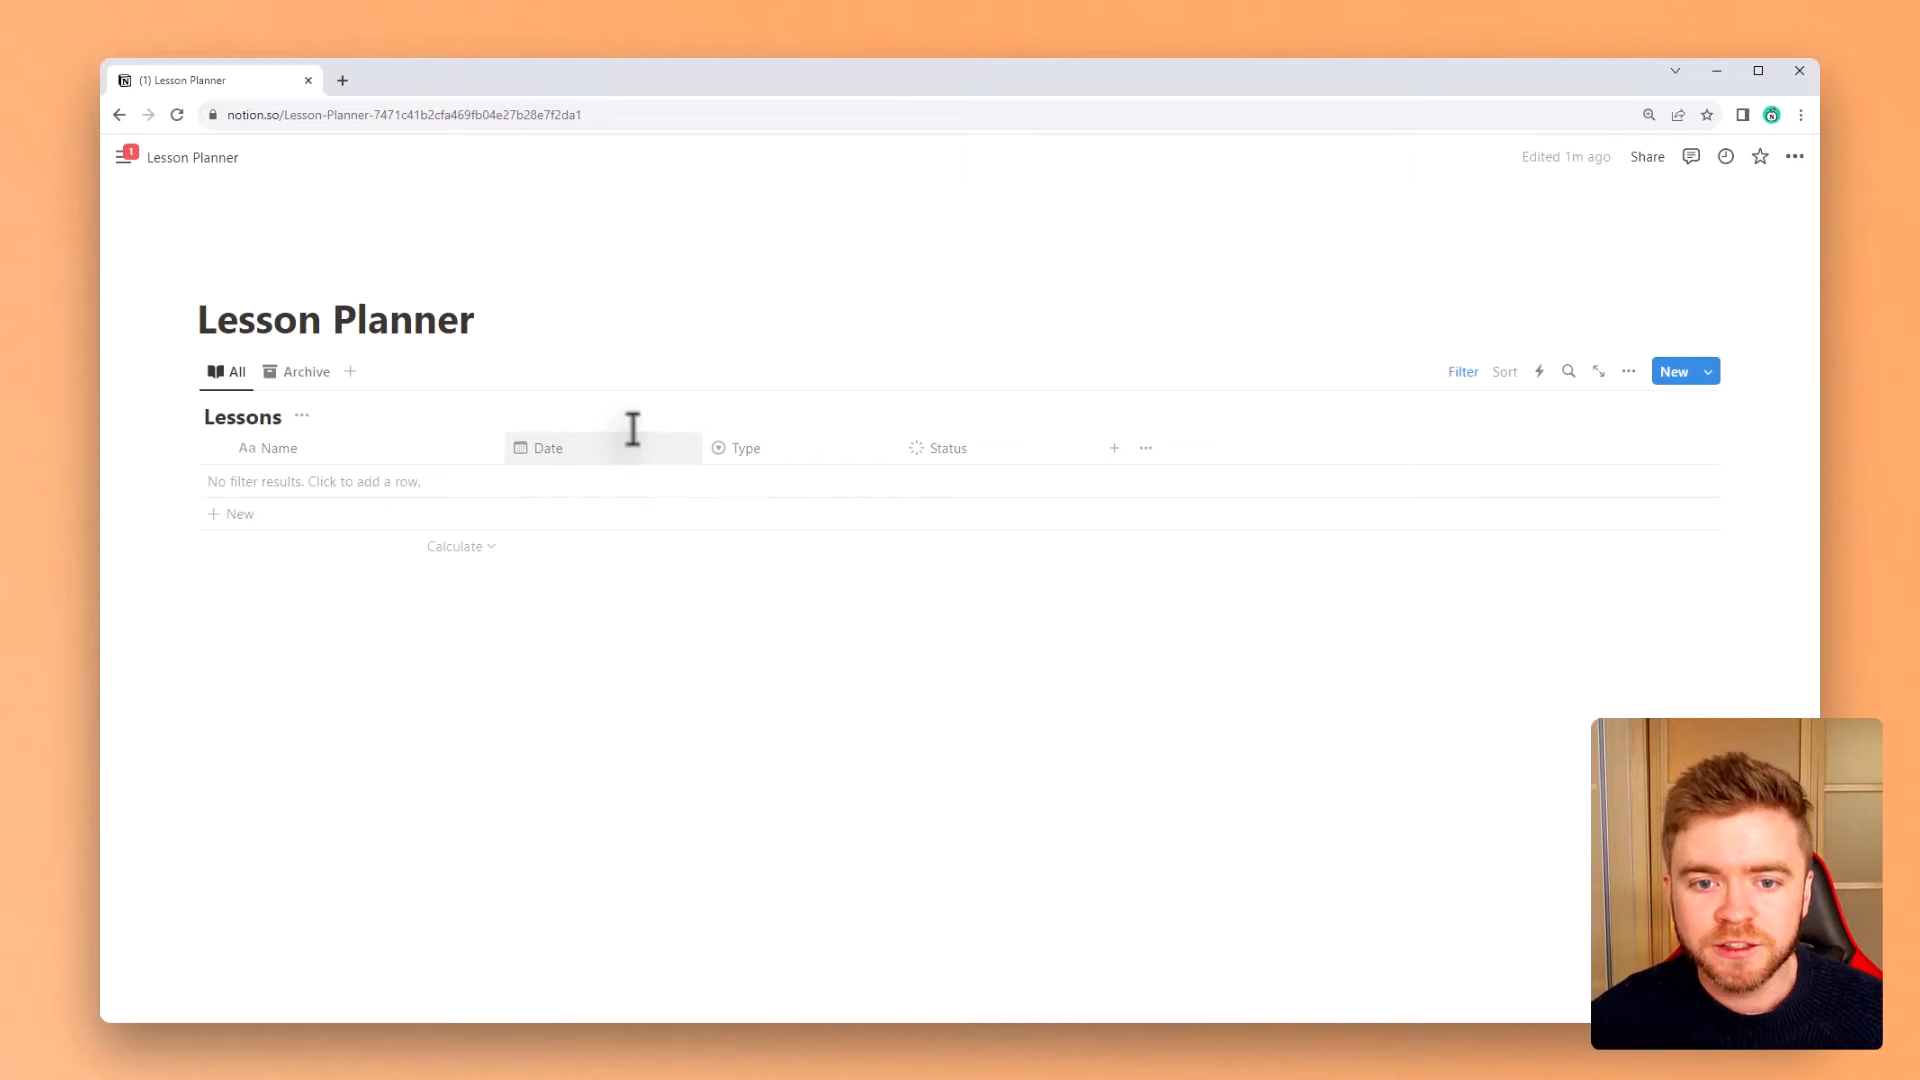 (1) Lesson Planner
notion.so/Lesson-Planner-7471c41b2cfa469fb04e27b28e7f2da1
1
Lesson Planner
Edited 1m ago
Share
Lesson Planner
All
Archive
Filter
Sort
New
Lessons
Aa Name
Date
Type
Status
No filter results. Click to add a row.
New
Calculate